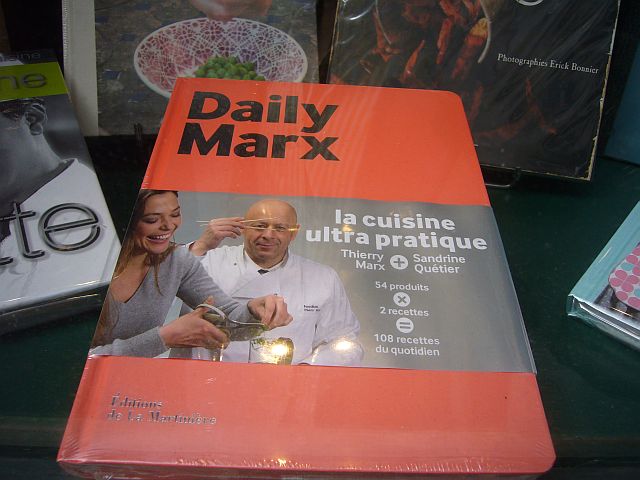 Daily
Marx
la cuisine
ultra pratique
Thierry Marx + Sandrine Quétier
54 produits
×
2 recettes
=
108 recettes
du quotidien
Éditions
de La Martinière
Photographies Erick Bonnier